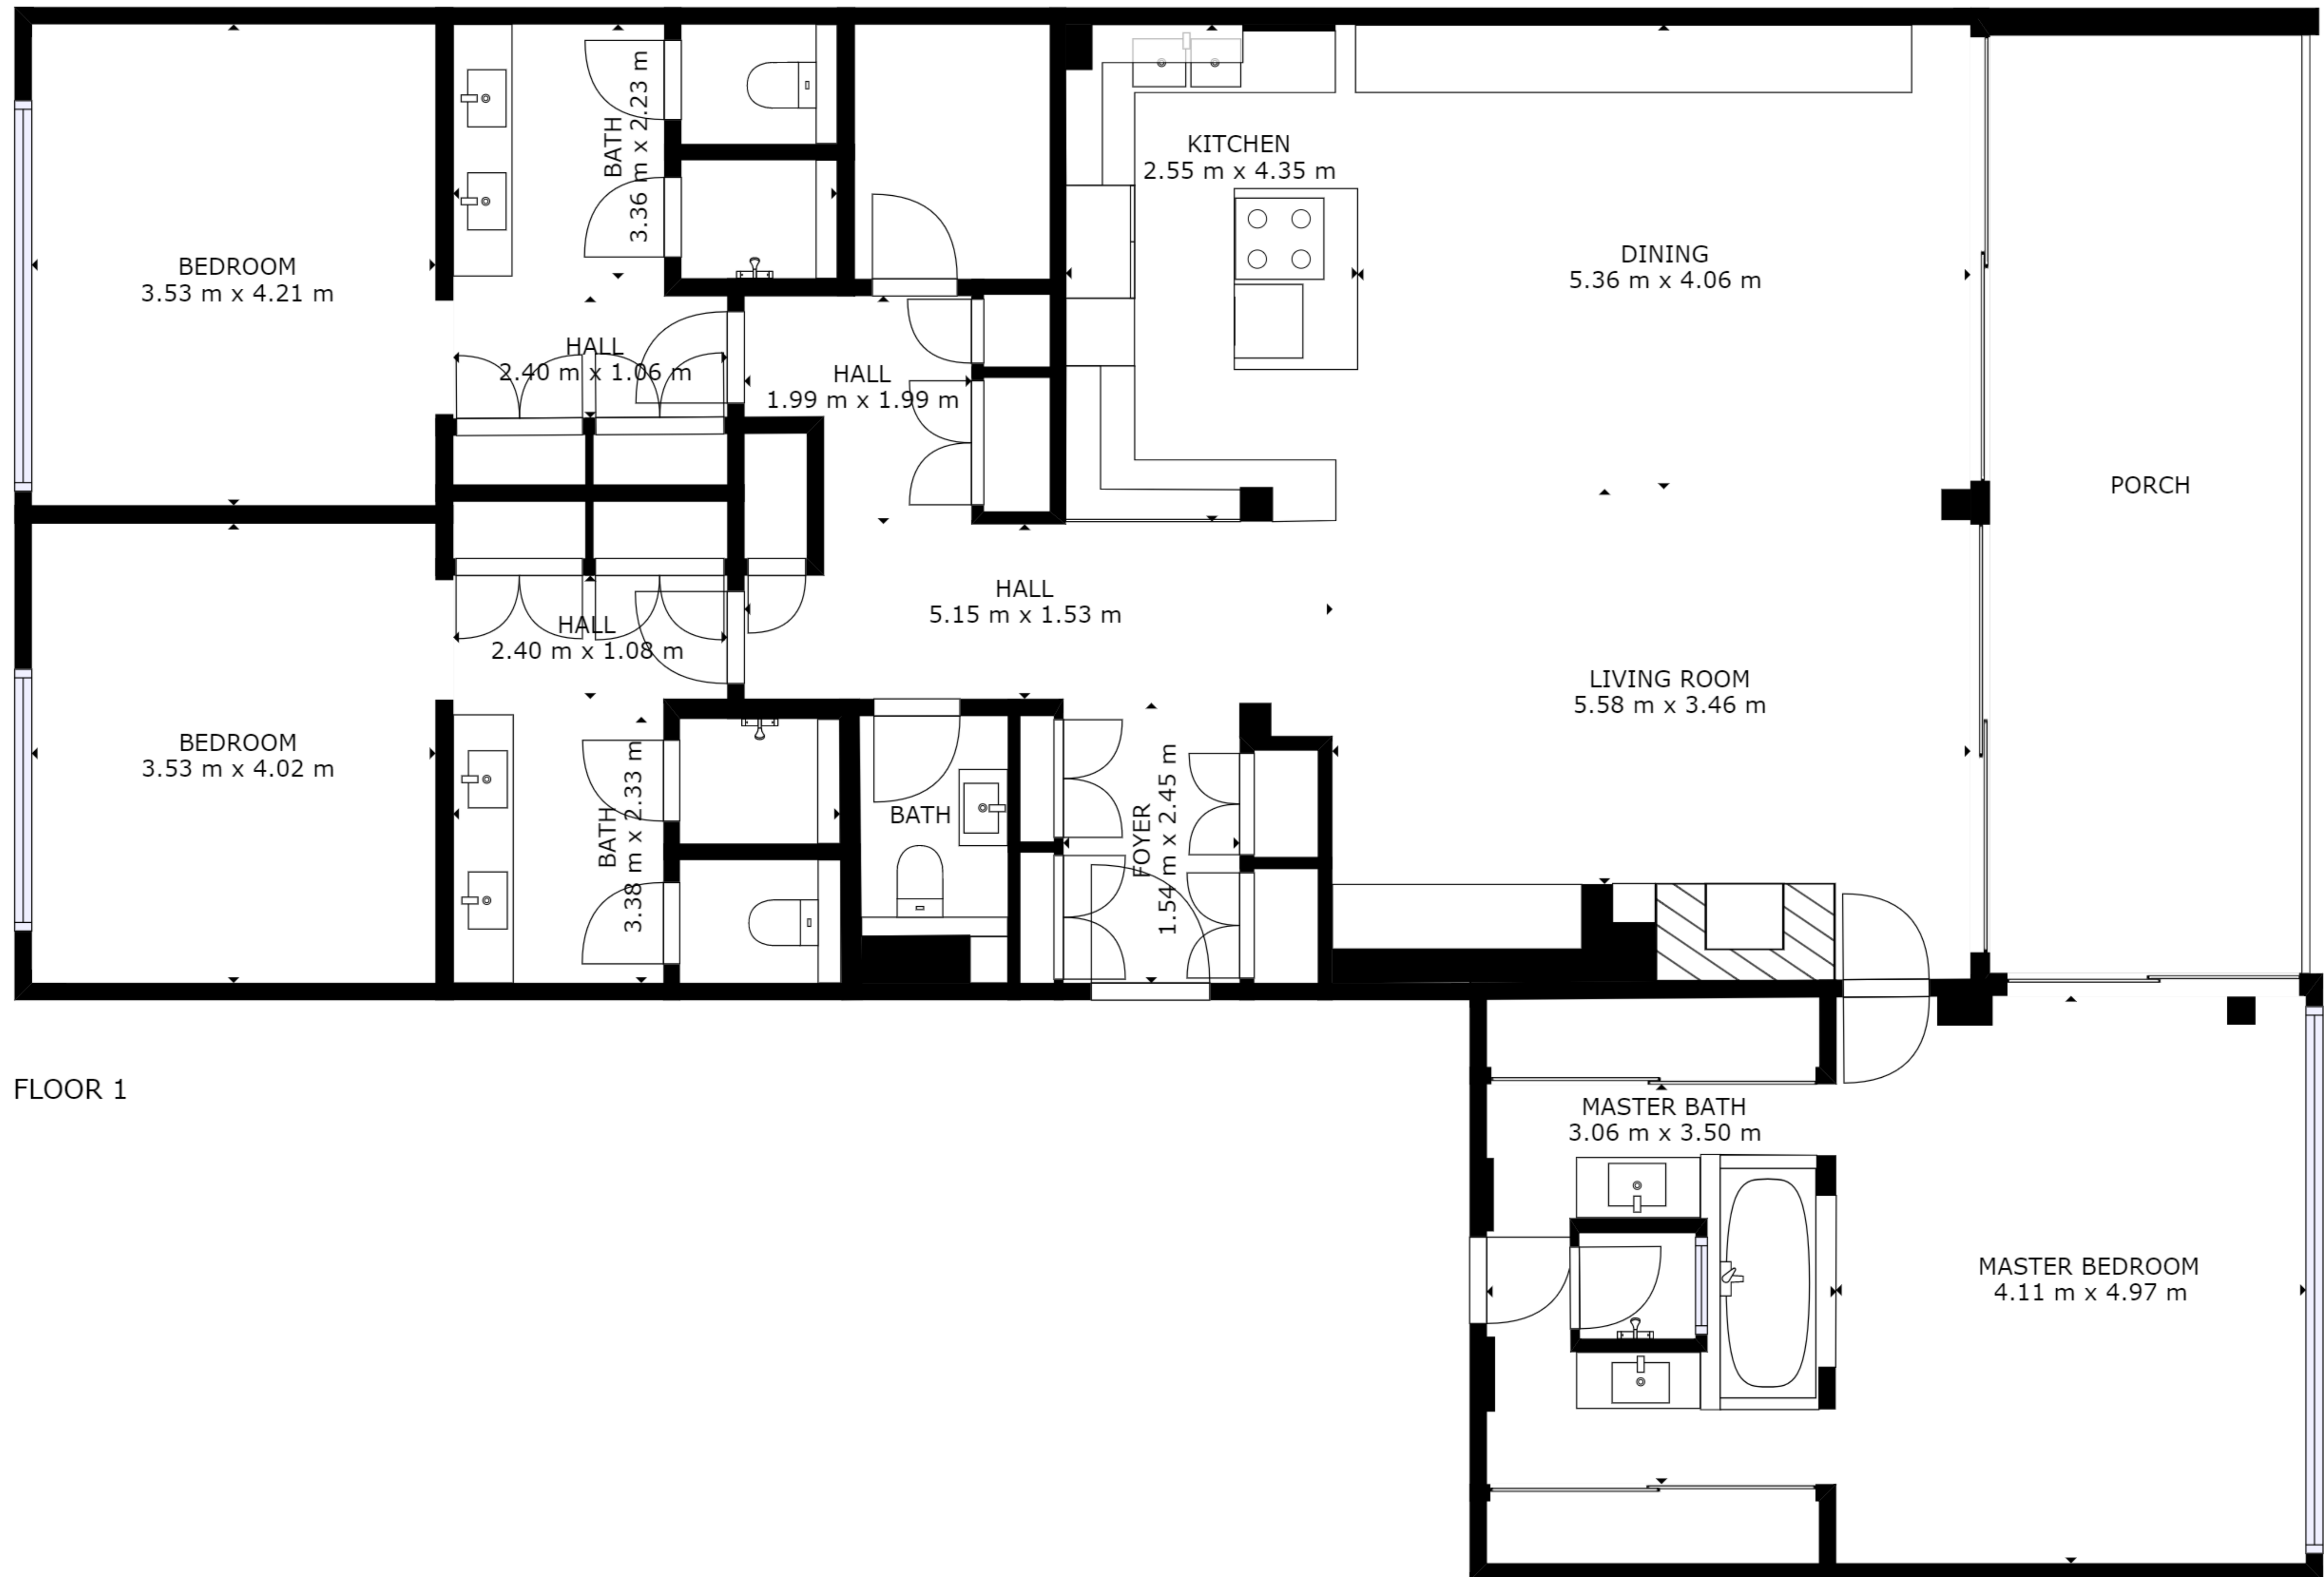 BATH
3.36 m x 2.23 m
KITCHEN
2.55 m x 4.35 m
BEDROOM
3.53 m x 4.21 m
DINING
5.36 m x 4.06 m
HALL
2.40 m x 1.06 m
HALL
1.99 m x 1.99 m
PORCH
HALL
5.15 m x 1.53 m
HALL
2.40 m x 1.08 m
LIVING ROOM
5.58 m x 3.46 m
BEDROOM
3.53 m x 4.02 m
BATH
3.38 m x 2.33 m
BATH
FOYER
1.54 m x 2.45 m
FLOOR 1
MASTER BATH
3.06 m x 3.50 m
MASTER BEDROOM
4.11 m x 4.97 m